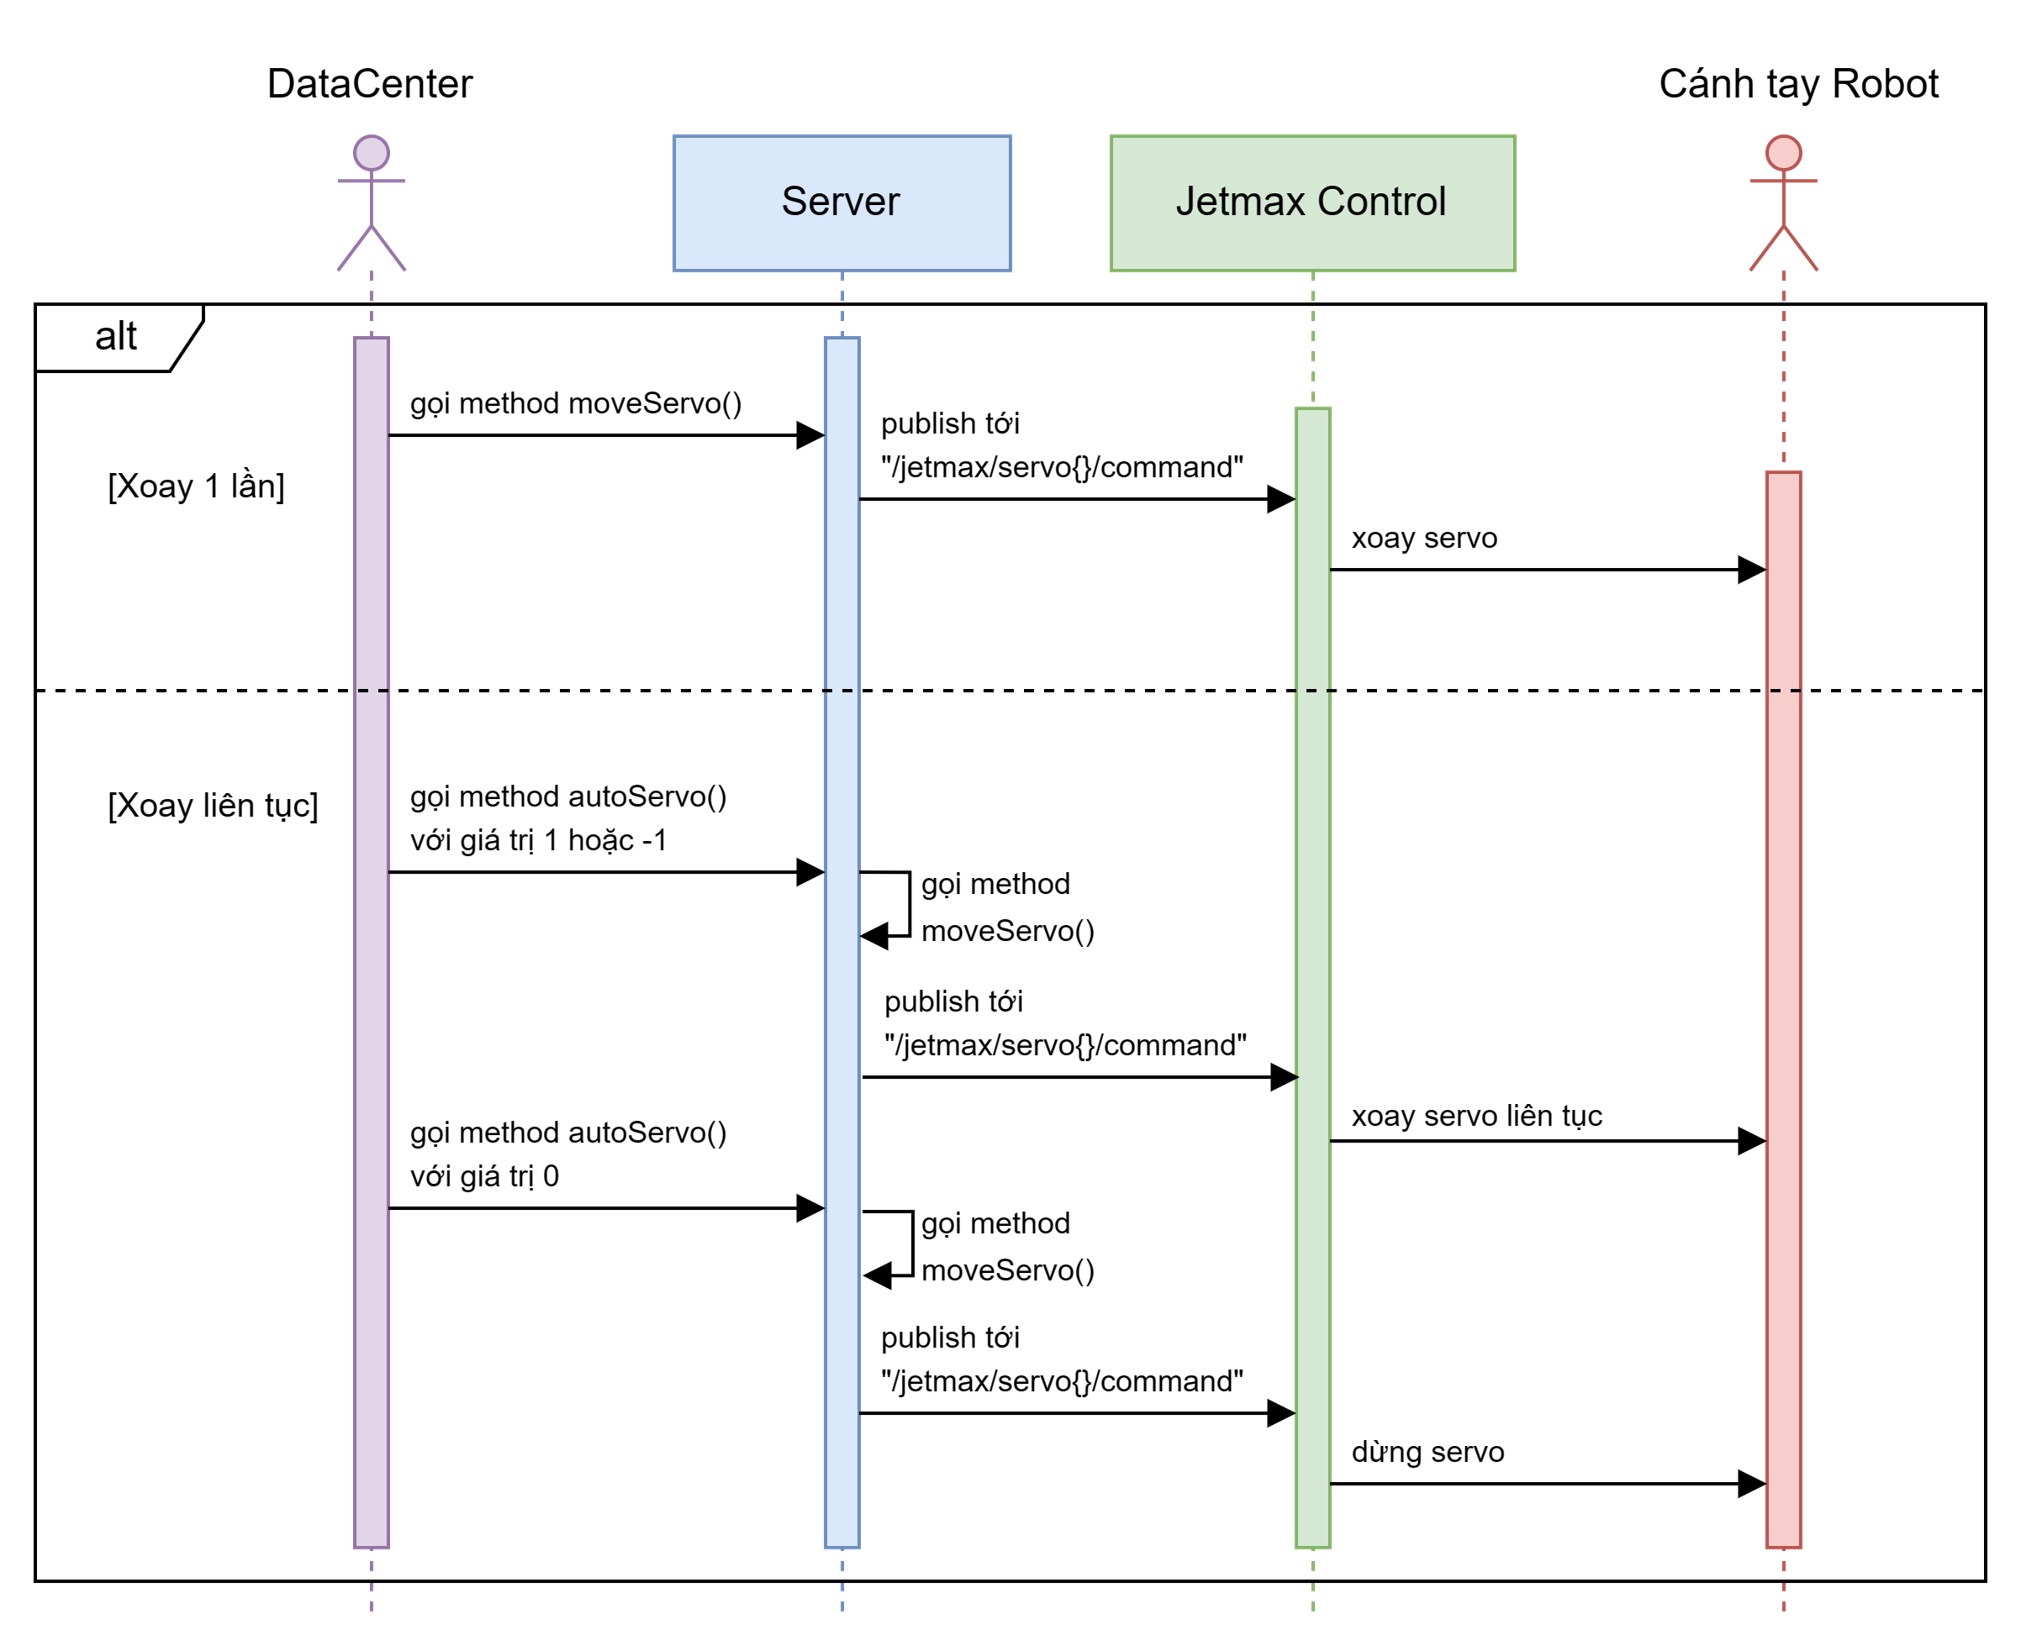 DataCenter
Cánh tay Robot
Server
Jetmax Control
alt
gọi method moveServo()
publish tới
"/jetmax/servo{}/command"
[Xoay 1 lần]
xoay servo
[Xoay liên tục]
gọi method autoServo()
với giá trị 1 hoặc -1
gọi method
moveServo()
publish tới
"/jetmax/servo{}/command"
xoay servo liên tục
gọi method autoServo()
với giá trị 0
gọi method
moveServo()
publish tới
"/jetmax/servo{}/command"
dừng servo